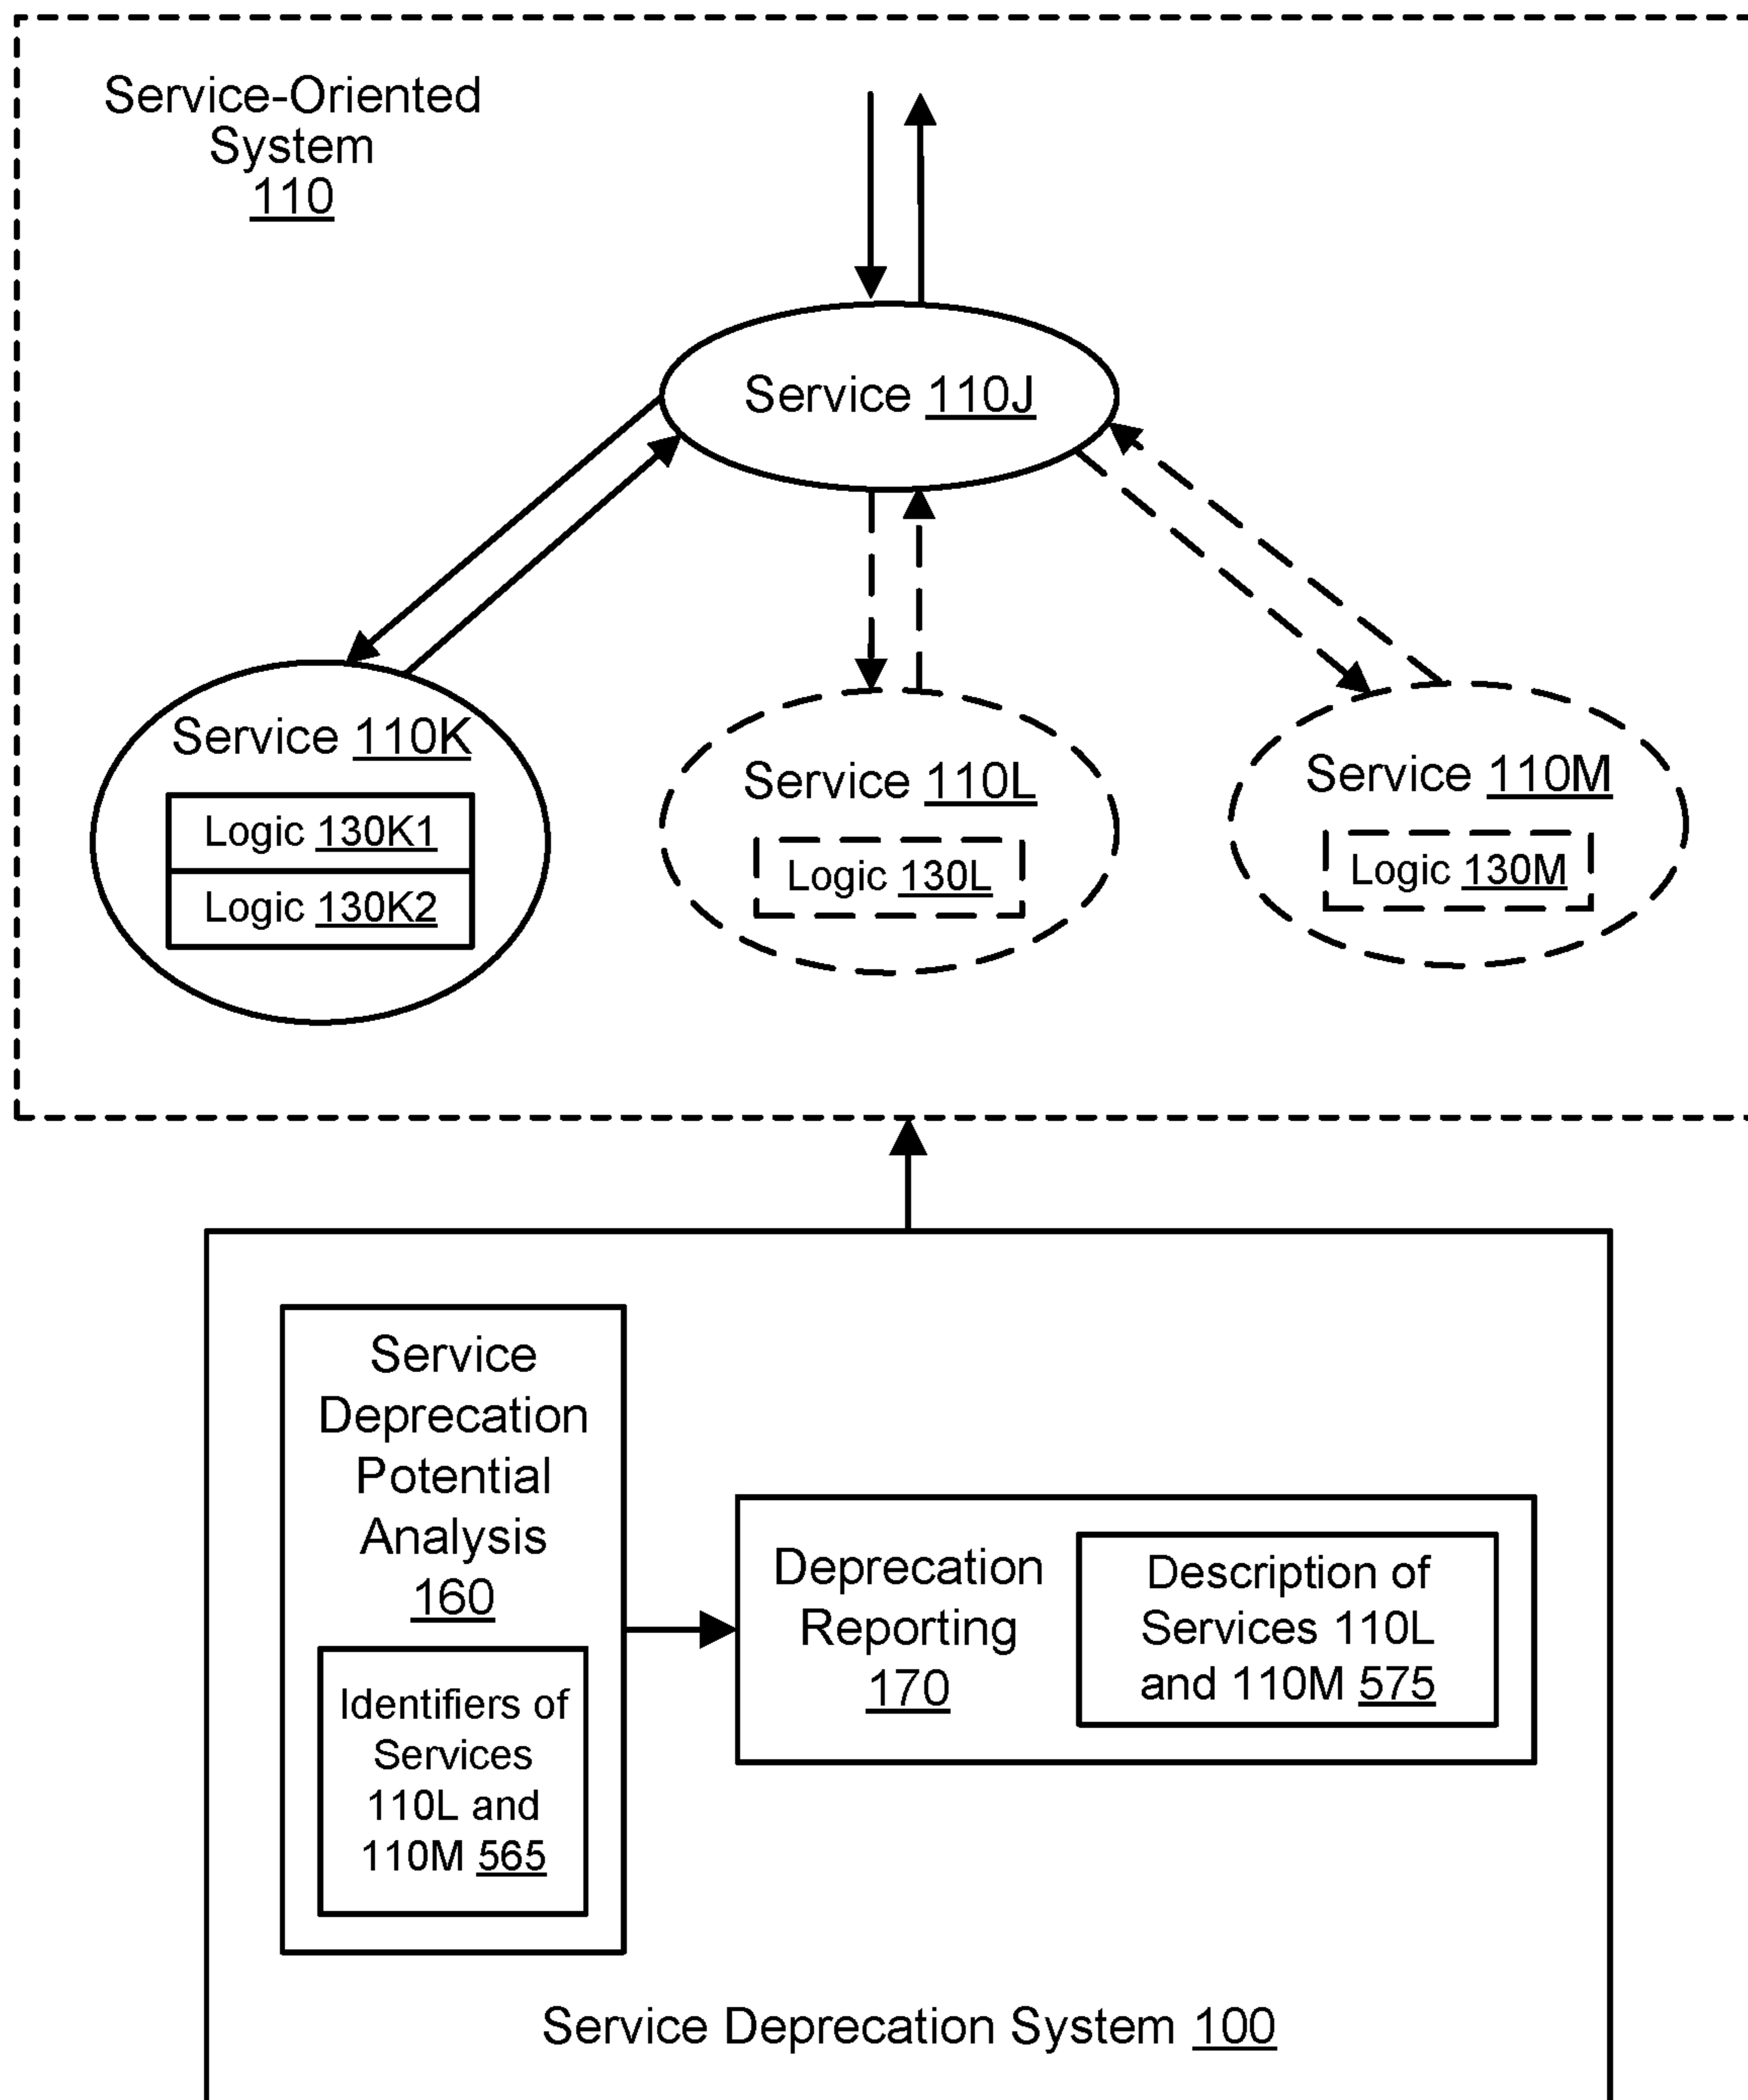 Service-Oriented
System
110
Service 110J
Service 110K
Logic 130K1
Logic 130K2
Service 110L
Logic 130L
Service 110M
Logic 130M
Service
Deprecation
Potential
Analysis
160
Identifiers of
Services
110L and
110M 565
Deprecation
Reporting
170
Description of
Services 110L
and 110M 575
Service Deprecation System 100